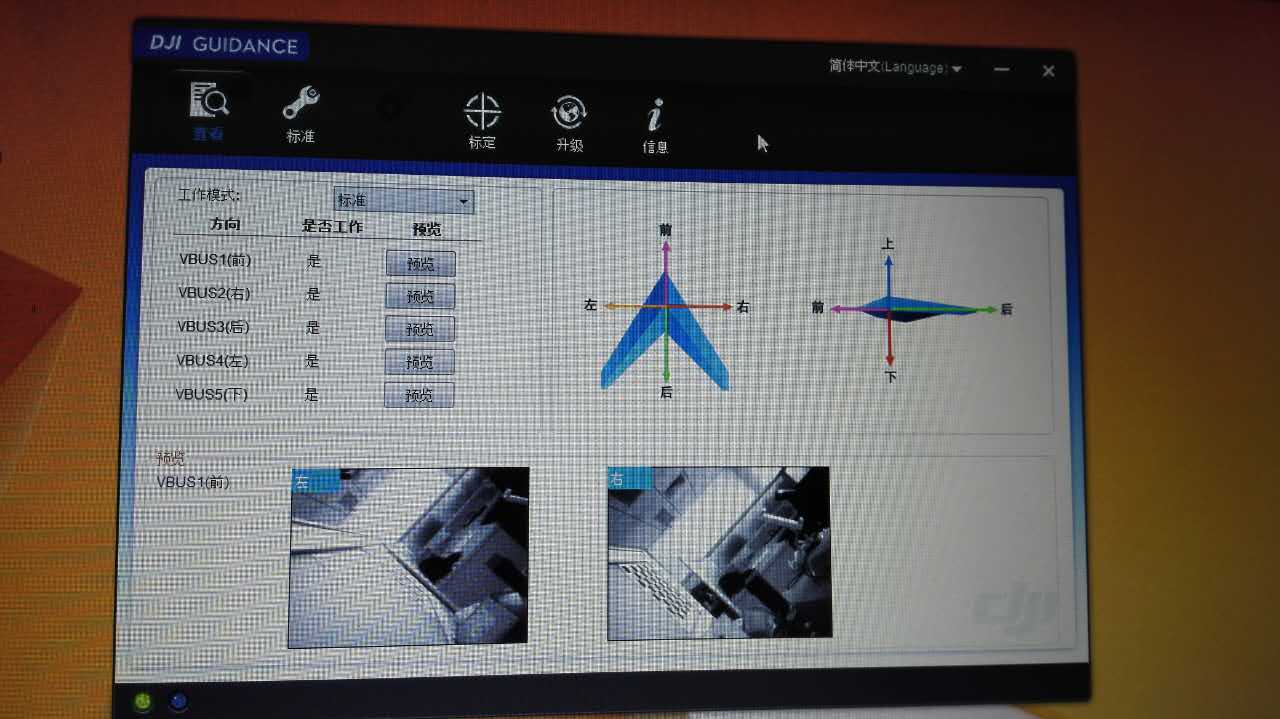 DJI GUIDANCE
简体中文(Language)
查看
标准
标定
升级
信息
工作模式: 标准
方向 是否工作 预览
VBUS1(前) 是 预览
VBUS2(右) 是 预览
VBUS3(后) 是 预览
VBUS4(左) 是 预览
VBUS5(下) 是 预览
前
左
右
后
上
前
后
下
预览
VBUS1(前)
左
右
dji